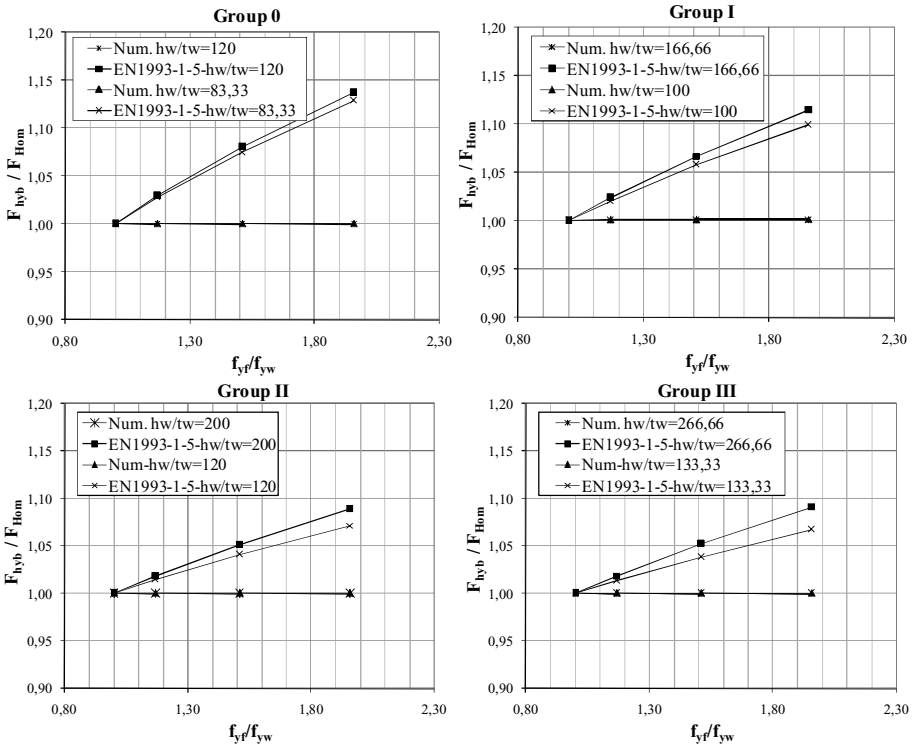 Group 0
1,20
1,15
1,10
1,05
1,00
0,95
0,90
F_hyb / F_Hom
Num. hw/tw=120
EN1993-1-5-hw/tw=120
Num. hw/tw=83,33
EN1993-1-5-hw/tw=83,33
0,80 1,30 1,80 2,30
f_yf/f_yw
Group I
1,20
1,15
1,10
1,05
1,00
0,95
0,90
F_hyb / F_Hom
Num. hw/tw=166,66
EN1993-1-5-hw/tw=166,66
Num. hw/tw=100
EN1993-1-5-hw/tw=100
0,80 1,30 1,80 2,30
f_yf/f_yw
Group II
1,20
1,15
1,10
1,05
1,00
0,95
0,90
F_hyb / F_Hom
Num. hw/tw=200
EN1993-1-5-hw/tw=200
Num-hw/tw=120
EN1993-1-5-hw/tw=120
0,80 1,30 1,80 2,30
f_yf/f_yw
Group III
1,20
1,15
1,10
1,05
1,00
0,95
0,90
F_hyb / F_Hom
Num. hw/tw=266,66
EN1993-1-5-hw/tw=266,66
Num-hw/tw=133,33
EN1993-1-5-hw/tw=133,33
0,80 1,30 1,80 2,30
f_yf/f_yw